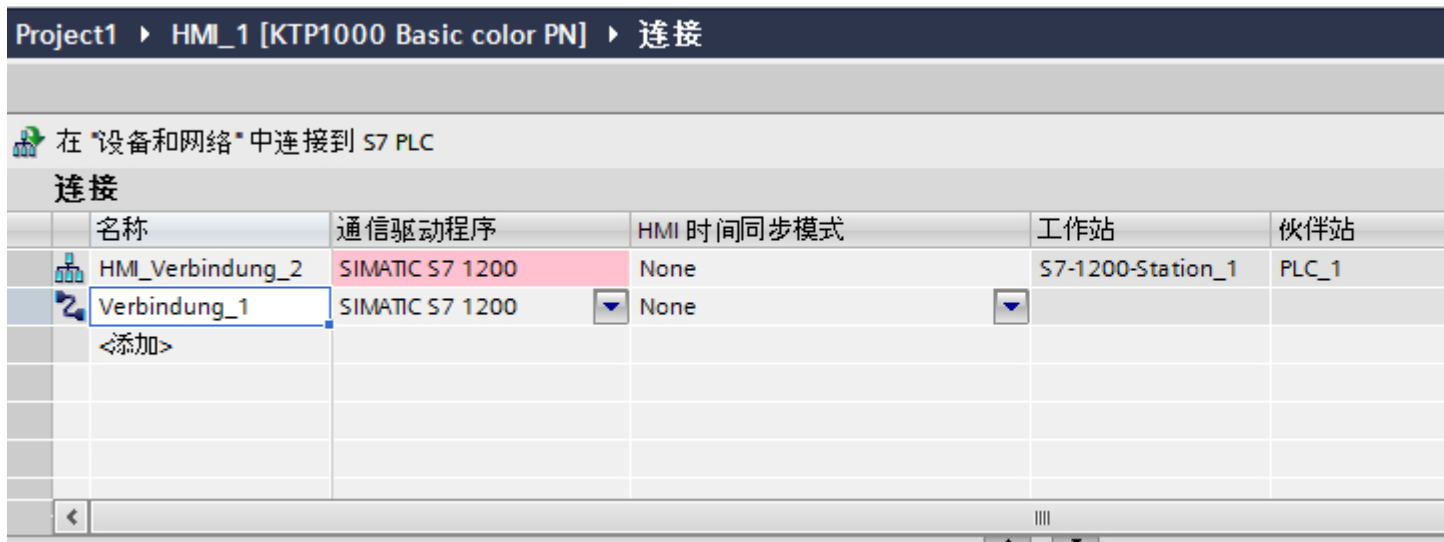 Project1 ▸ HMI_1 [KTP1000 Basic color PN] ▸ 连接
在 "设备和网络" 中连接到 S7 PLC
连接
名称 通信驱动程序 HMI 时间同步模式 工作站 伙伴站
HMI_Verbindung_2 SIMATIC S7 1200 None S7-1200-Station_1 PLC_1
Verbindung_1 SIMATIC S7 1200 None
<添加>